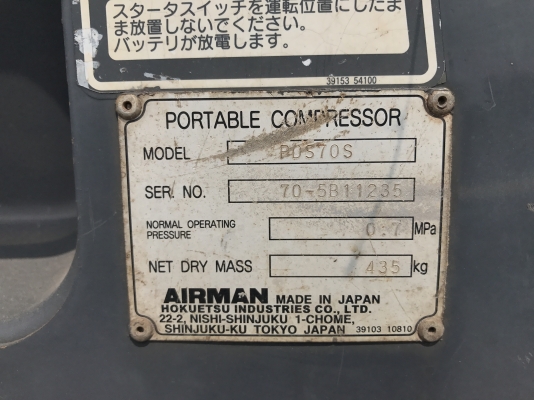 スタータスイッチを運転位置にしたま
ま放置しないでください。
バッテリが放電します。
39153 54100
PORTABLE COMPRESSOR
MODEL PDS70S
SER. NO. 70-5B11235
NORMAL OPERATING PRESSURE 0.7 MPa
NET DRY MASS 435 kg
AIRMAN MADE IN JAPAN
HOKUETSU INDUSTRIES CO., LTD.
22-2, NISHI-SHINJUKU 1-CHOME,
SHINJUKU-KU TOKYO JAPAN 39103 10810